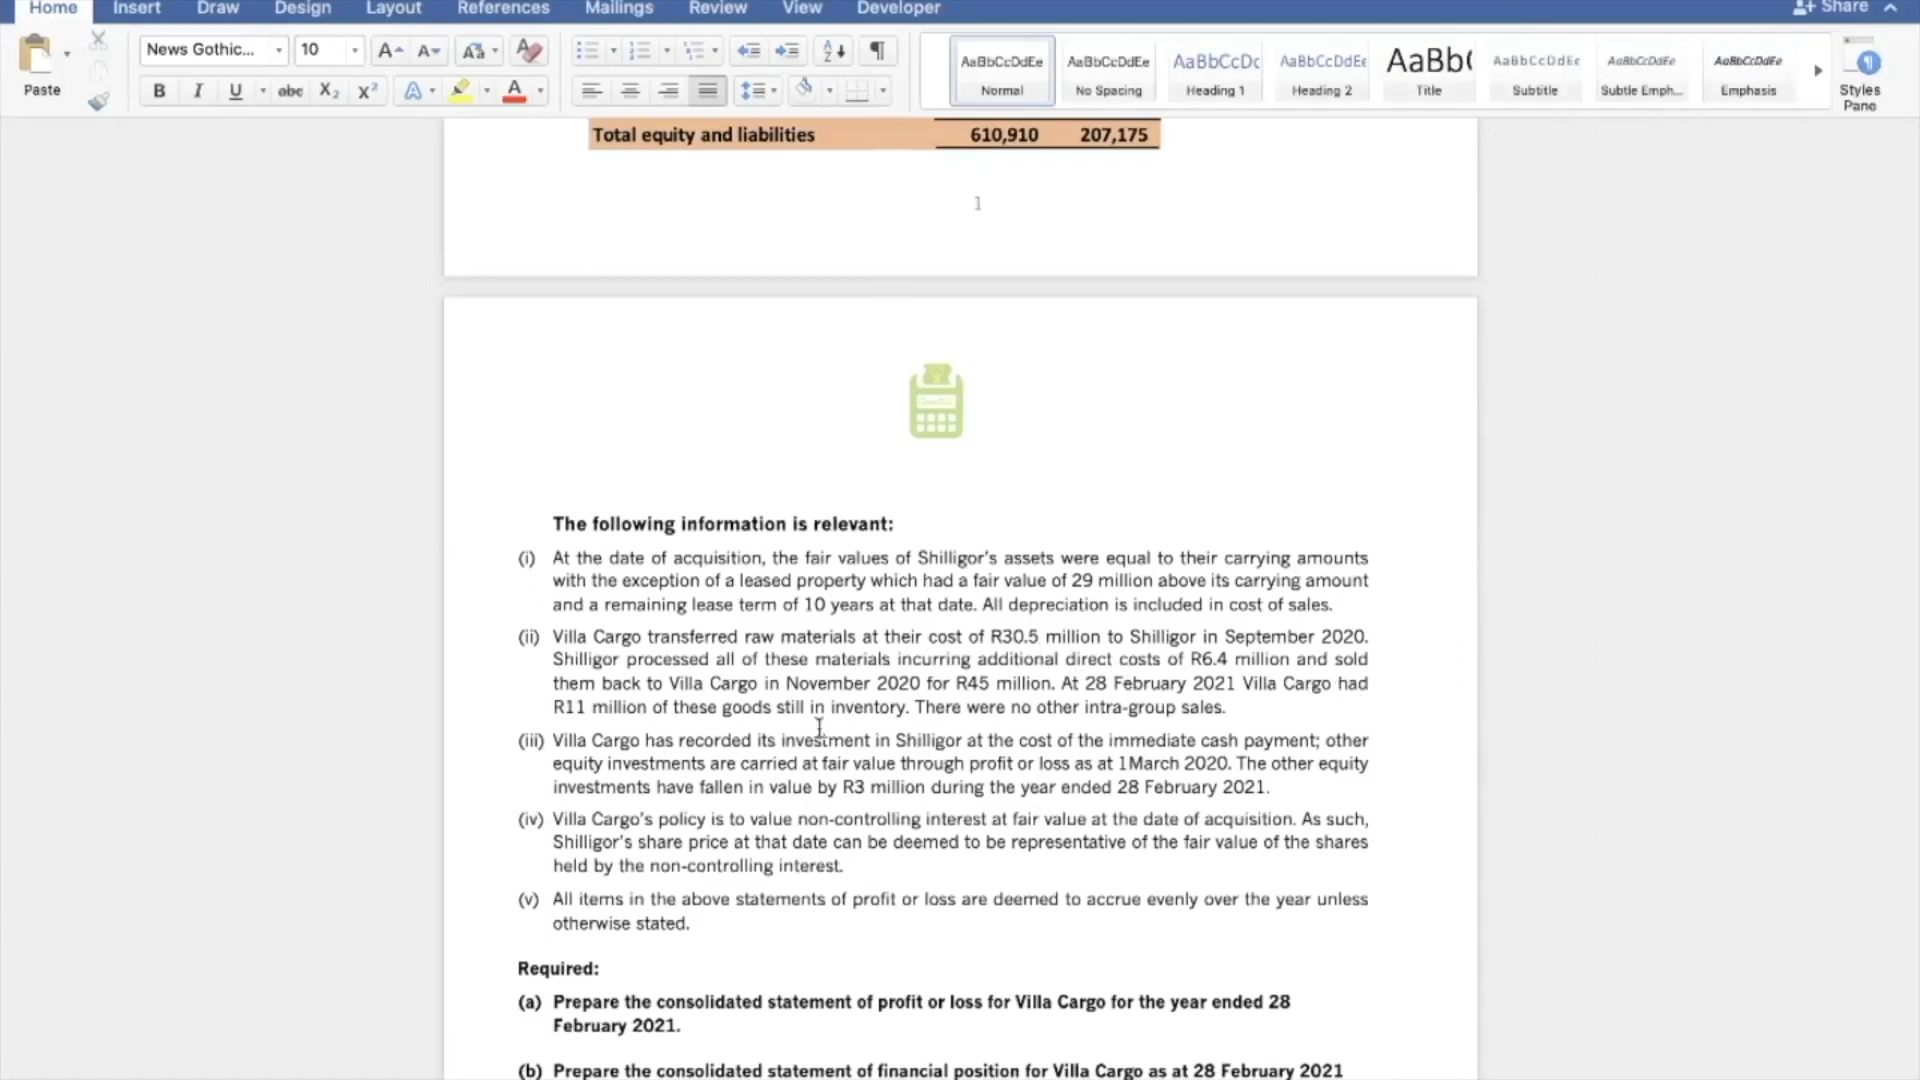 Home Insert Draw Design Layout References Mailings Review View Developer Share
News Gothic... 10 A A Aa A
AaBbCcDdEe AaBbCcDdEe AaBbCcDc AaBbCcDdEe AaBb( AaBbCcDdEe AaBbCcDdEe AaBbCcDdEe
Paste B I U abc X2 X2 A A Normal No Spacing Heading 1 Heading 2 Title Subtitle Subtle Emph... Emphasis Styles Pane
Total equity and liabilities 610,910 207,175
1
The following information is relevant:
(i) At the date of acquisition, the fair values of Shilligor's assets were equal to their carrying amounts
with the exception of a leased property which had a fair value of 29 million above its carrying amount
and a remaining lease term of 10 years at that date. All depreciation is included in cost of sales.
(ii) Villa Cargo transferred raw materials at their cost of R30.5 million to Shilligor in September 2020.
Shilligor processed all of these materials incurring additional direct costs of R6.4 million and sold
them back to Villa Cargo in November 2020 for R45 million. At 28 February 2021 Villa Cargo had
R11 million of these goods still in inventory. There were no other intra-group sales.
(iii) Villa Cargo has recorded its investment in Shilligor at the cost of the immediate cash payment; other
equity investments are carried at fair value through profit or loss as at 1March 2020. The other equity
investments have fallen in value by R3 million during the year ended 28 February 2021.
(iv) Villa Cargo's policy is to value non-controlling interest at fair value at the date of acquisition. As such,
Shilligor's share price at that date can be deemed to be representative of the fair value of the shares
held by the non-controlling interest.
(v) All items in the above statements of profit or loss are deemed to accrue evenly over the year unless
otherwise stated.
Required:
(a) Prepare the consolidated statement of profit or loss for Villa Cargo for the year ended 28
February 2021.
(b) Prepare the consolidated statement of financial position for Villa Cargo as at 28 February 2021